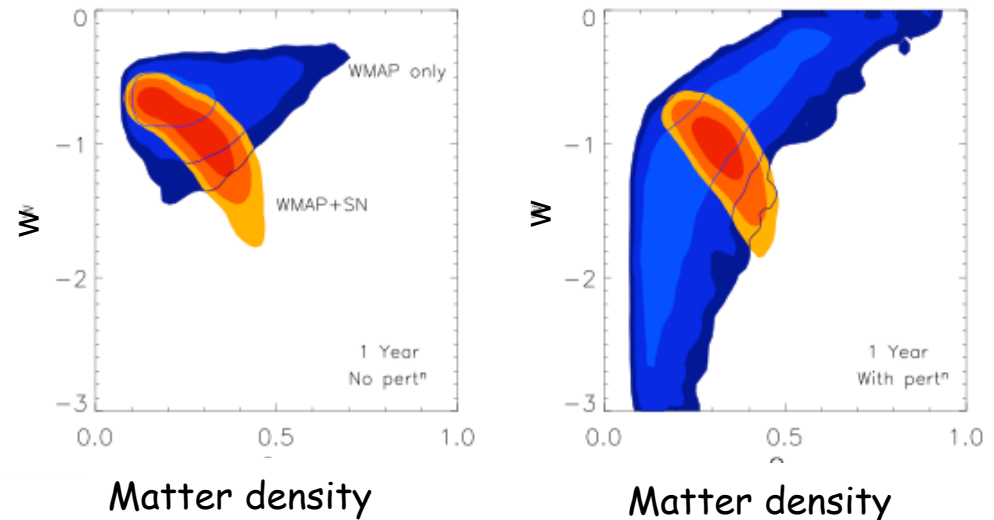 0
−1
−2
−3
w
WMAP only
WMAP+SN
1 Year
No pertⁿ
0.0 0.5 1.0
Matter density
0
−1
−2
−3
w
1 Year
With pertⁿ
0.0 0.5 1.0
Matter density